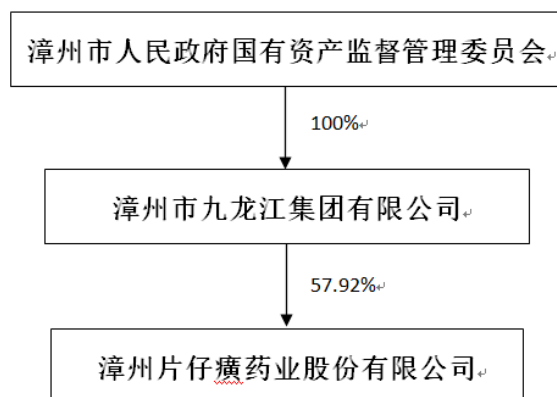 漳州市人民政府国有资产监督管理委员会
100%
漳州市九龙江集团有限公司
57.92%
漳州片仔癀药业股份有限公司